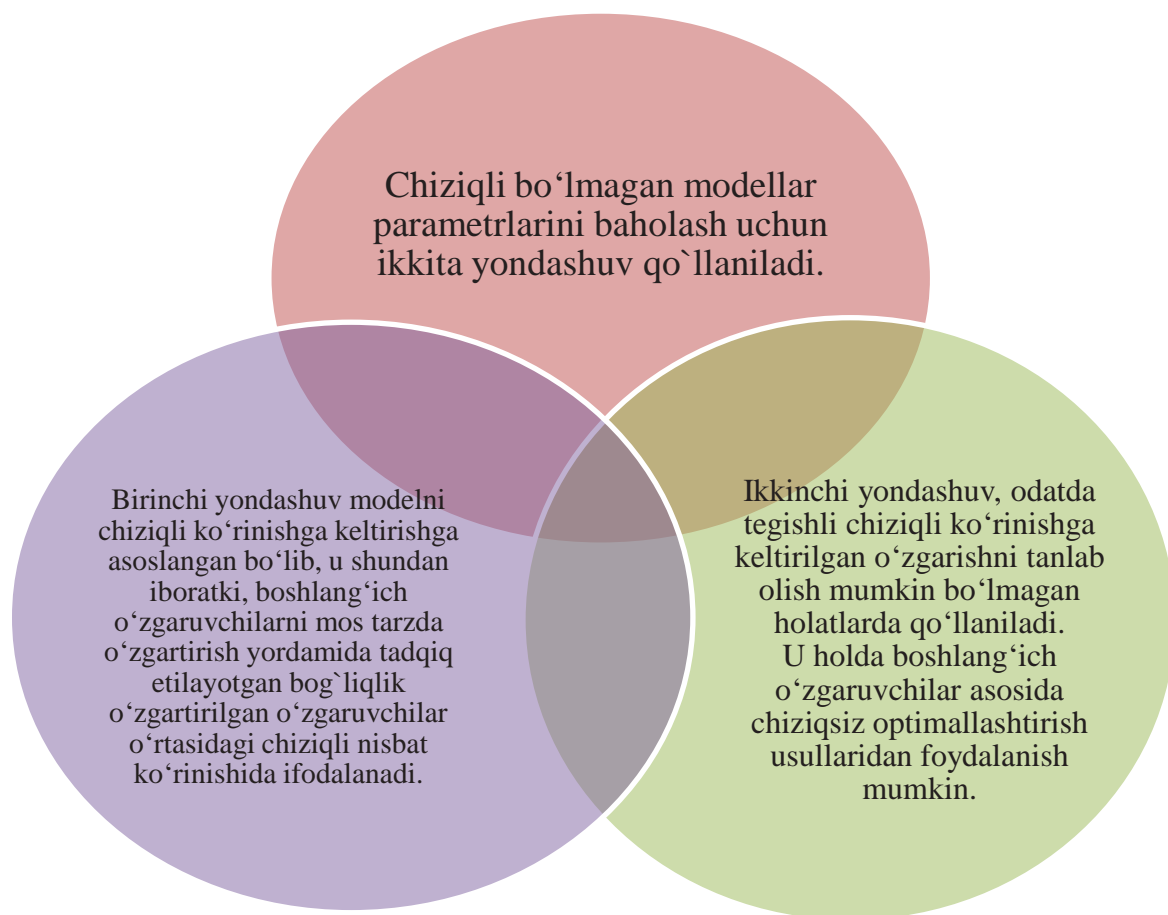 Chiziqli bo‘lmagan modellar
parametrlarini baholash uchun
ikkita yondashuv qo`llaniladi.
Birinchi yondashuv modelni
chiziqli ko‘rinishga keltirishga
asoslangan bo‘lib, u shundan
iboratki, boshlang‘ich
o‘zgaruvchilarni mos tarzda
o‘zgartirish yordamida tadqiq
etilayotgan bog`liqlik
o‘zgartirilgan o‘zgaruvchilar
o‘rtasidagi chiziqli nisbat
ko‘rinishida ifodalanadi.
Ikkinchi yondashuv, odatda
tegishli chiziqli ko‘rinishga
keltirilgan o‘zgarishni tanlab
olish mumkin bo‘lmagan
holatlarda qo‘llaniladi.
U holda boshlang‘ich
o‘zgaruvchilar asosida
chiziqsiz optimallashtirish
usullaridan foydalanish
mumkin.